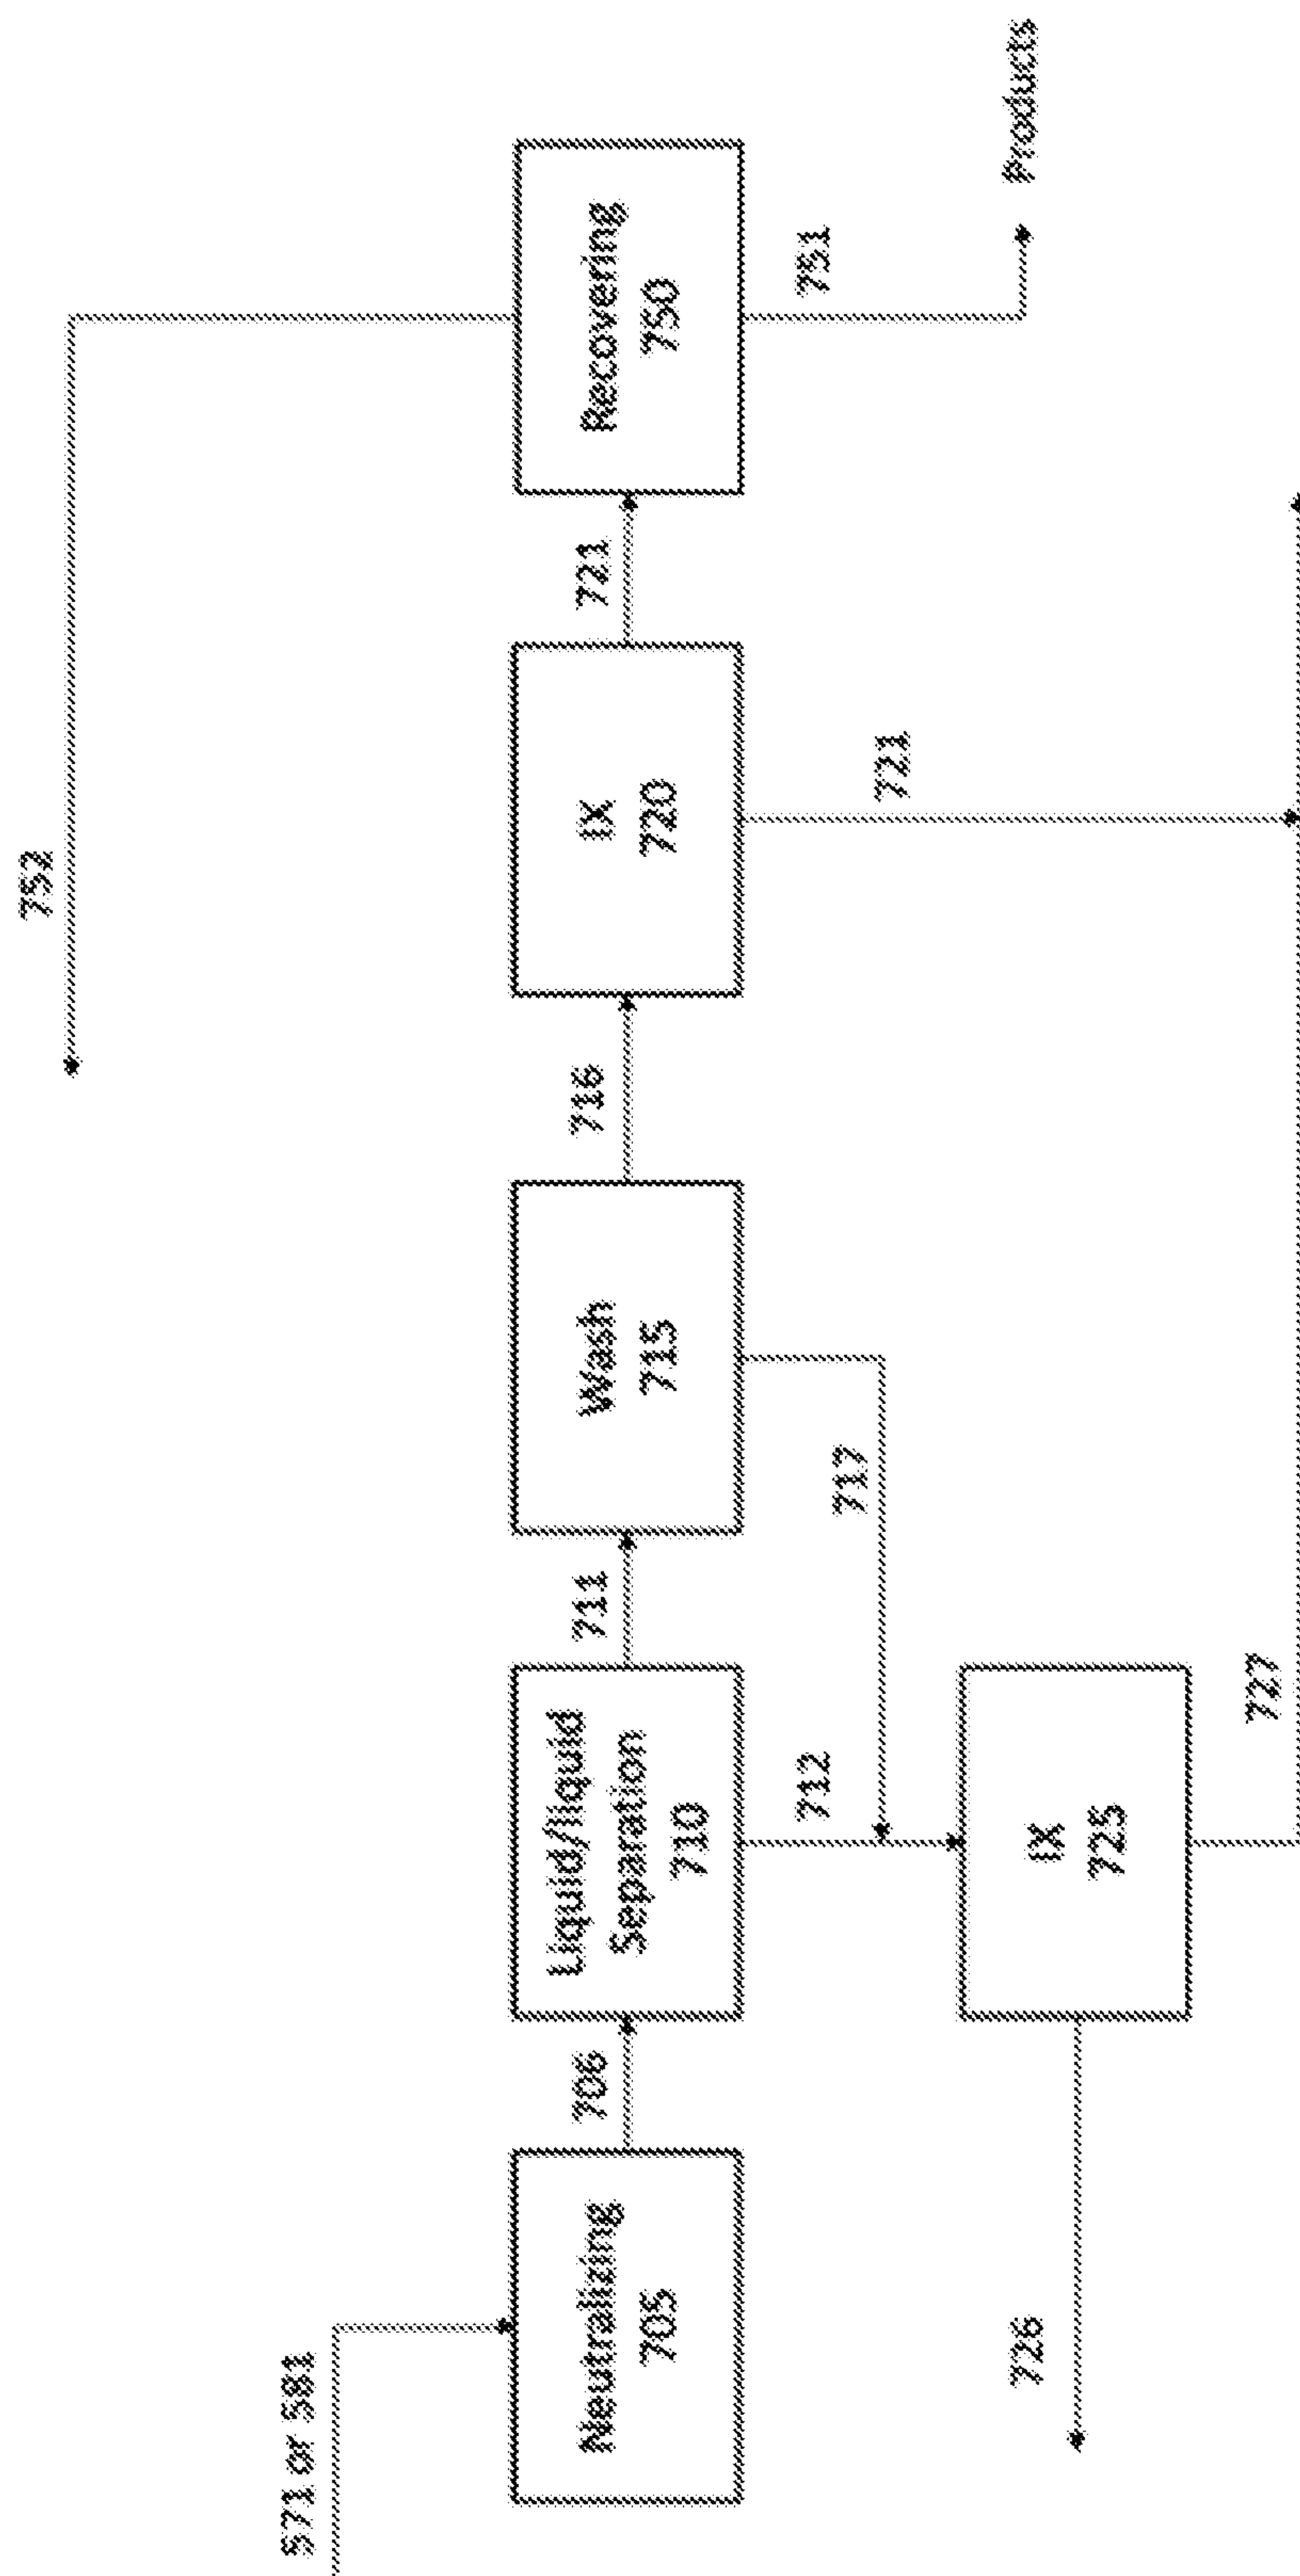 571 or 581
Neutralizing
705
706
Liquid/liquid
Separation
710
711
712
Wash
715
716
717
IX
720
721
721
Recovering
750
751
752
Products
IX
725
726
727